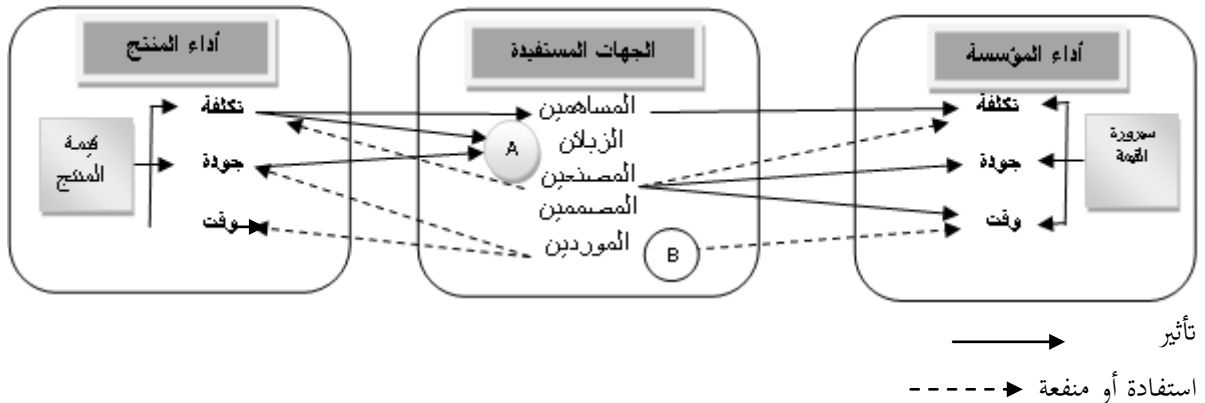 أداء المؤسسة
تكلفة
جودة
وقت
سيرورة
القيمة
الجهات المستفيدة
المساهمين
الزبائن
المصنعين
المصممين
الموردين
A
B
أداء المنتج
تكلفة
جودة
وقت
قيمة
المنتج
تأثير
استفادة أو منفعة